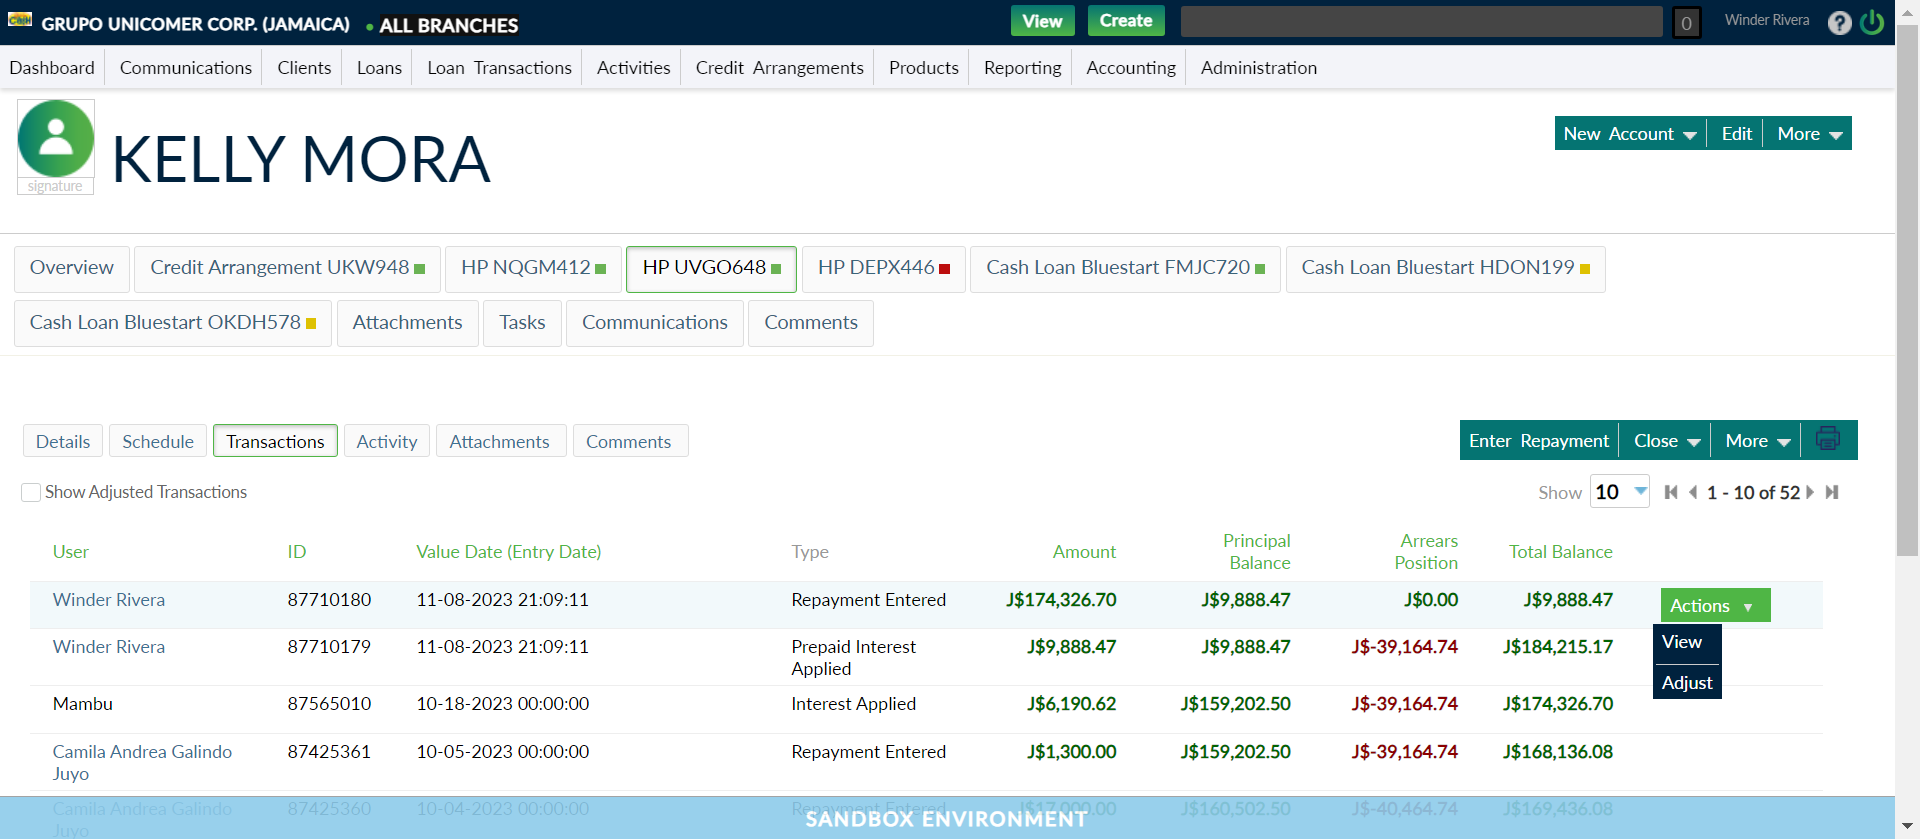 GRUPO UNICOMER CORP. (JAMAICA) • ALL BRANCHES View Create 0 Winder Rivera ?
Dashboard Communications Clients Loans Loan Transactions Activities Credit Arrangements Products Reporting Accounting Administration
signature
KELLY MORA
New Account Edit More
Overview Credit Arrangement UKW948 HP NQGM412 HP UVGO648 HP DEPX446 Cash Loan Bluestart FMJC720 Cash Loan Bluestart HDON199
Cash Loan Bluestart OKDH578 Attachments Tasks Communications Comments
Details Schedule Transactions Activity Attachments Comments Enter Repayment Close More
Show Adjusted Transactions Show 10 1 - 10 of 52
User ID Value Date (Entry Date) Type Amount Principal Balance Arrears Position Total Balance
Winder Rivera 87710180 11-08-2023 21:09:11 Repayment Entered J$174,326.70 J$9,888.47 J$0.00 J$9,888.47 Actions
View
Adjust
Winder Rivera 87710179 11-08-2023 21:09:11 Prepaid Interest Applied J$9,888.47 J$9,888.47 J$-39,164.74 J$184,215.17
Mambu 87565010 10-18-2023 00:00:00 Interest Applied J$6,190.62 J$159,202.50 J$-39,164.74 J$174,326.70
Camila Andrea Galindo Juyo 87425361 10-05-2023 00:00:00 Repayment Entered J$1,300.00 J$159,202.50 J$-39,164.74 J$168,136.08
Camila Andrea Galindo Juyo 87425360 10-04-2023 00:00:00 Repayment Entered J$17,000.00 J$160,502.50 J$-40,464.74 J$169,436.08
SANDBOX ENVIRONMENT